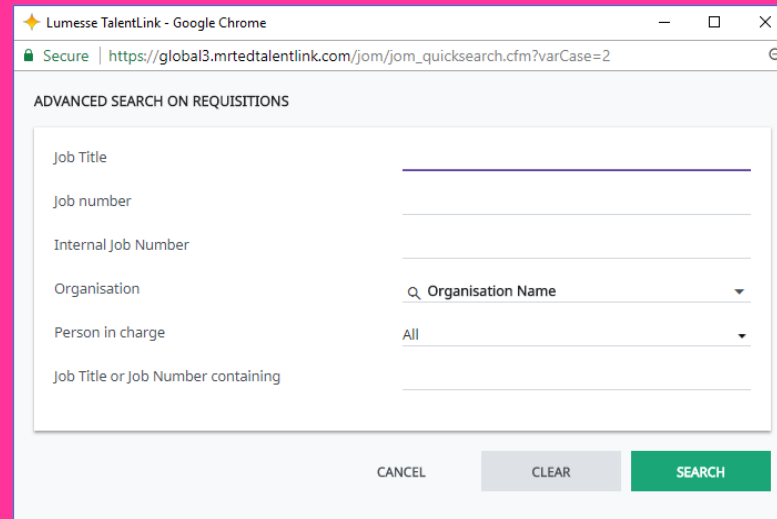 Lumesse TalentLink - Google Chrome
Secure | https://global3.mrtedtalentlink.com/jom/jom_quicksearch.cfm?varCase=2
ADVANCED SEARCH ON REQUISITIONS
Job Title
Job number
Internal Job Number
Organisation Organisation Name
Person in charge All
Job Title or Job Number containing
CANCEL CLEAR SEARCH